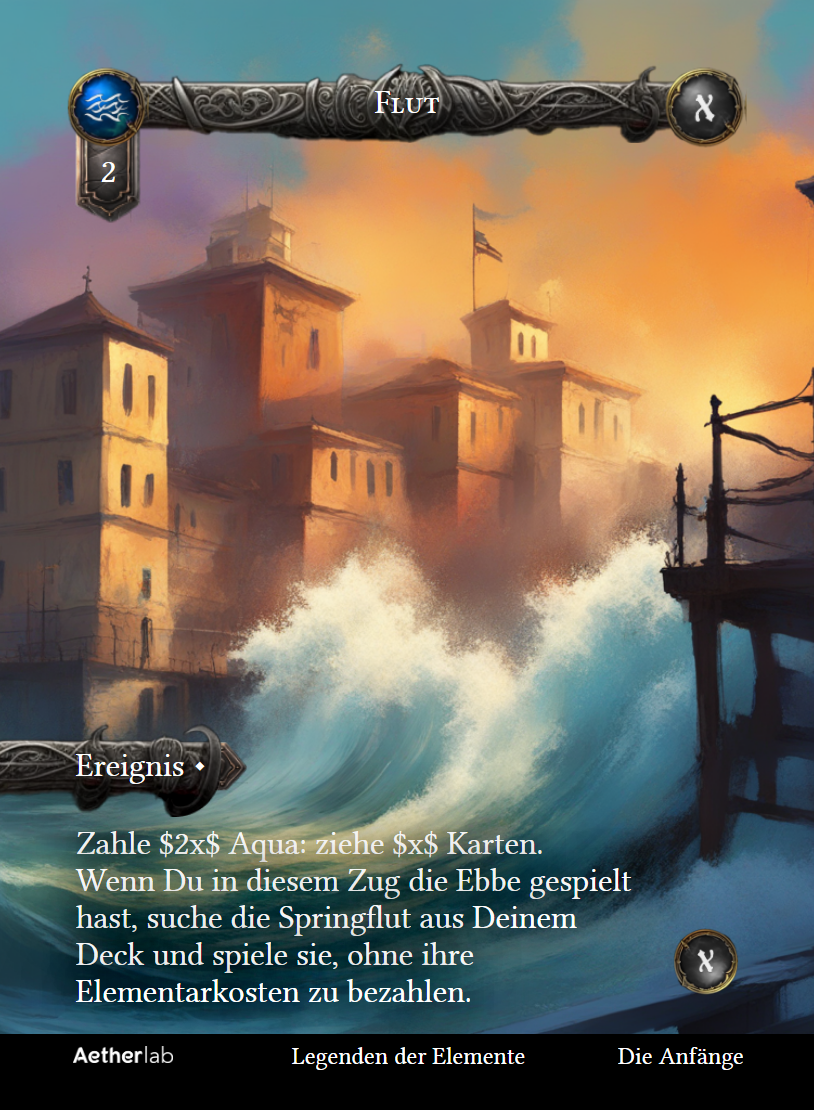 Flut
2
Ereignis •
Zahle $2x$ Aqua: ziehe $x$ Karten.
Wenn Du in diesem Zug die Ebbe gespielt
hast, suche die Springflut aus Deinem
Deck und spiele sie, ohne ihre
Elementarkosten zu bezahlen.
Aetherlab Legenden der Elemente Die Anfänge